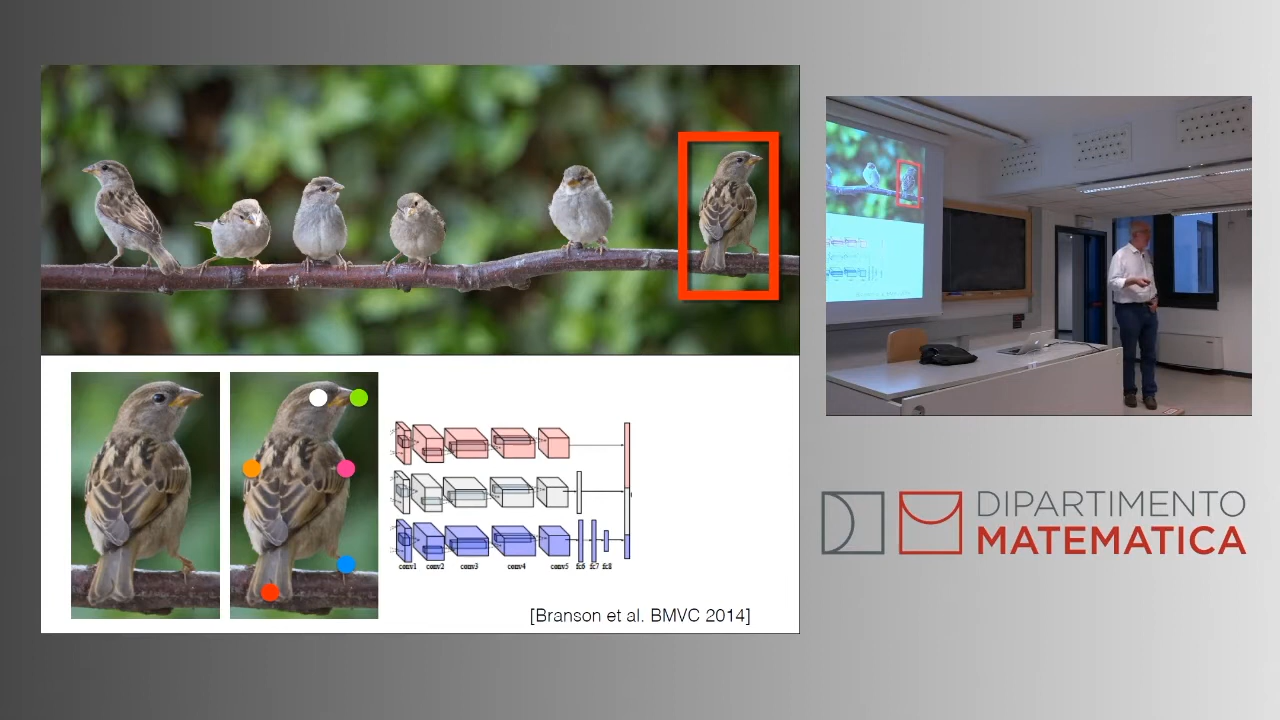 conv1 conv2 conv3 conv4 conv5 fc6 fc7 fc8
[Branson et al. BMVC 2014]
DIPARTIMENTO
MATEMATICA